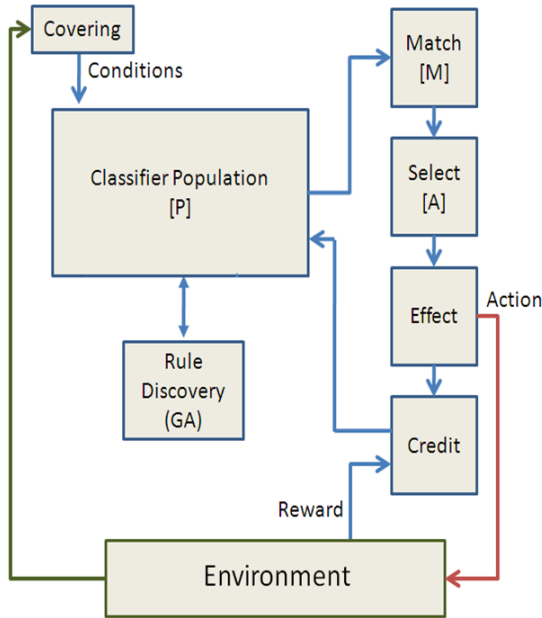 Covering
Conditions
Classifier Population
[P]
Match
[M]
Select
[A]
Effect
Action
Rule
Discovery
(GA)
Credit
Reward
Environment